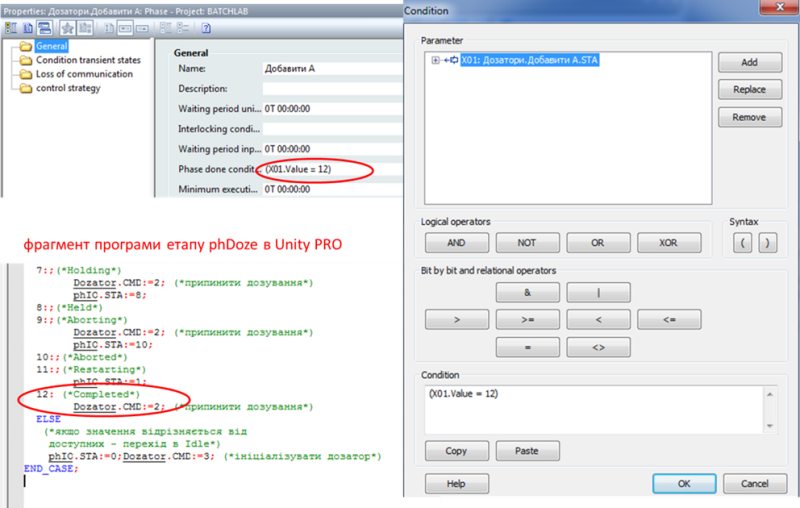 Properties: Дозатори.Добавити А: Phase - Project: BATCHLAB
General
Condition transient states
Loss of communication
control strategy
General
Name: Добавити А
Description:
Waiting period uni... 0T 00:00:00
Interlocking condi...
Waiting period inp... 0T 00:00:00
Phase done condit... (X01.Value = 12)
Minimum executi... 0T 00:00:00
фрагмент програми етапу phDoze в Unity PRO
7:;(*Holding*)
Dozator.CMD:=2; (*припинити дозування*)
phIO.STA:=8;
8:;(*Held*)
9:;(*Aborting*)
Dozator.CMD:=2; (*припинити дозування*)
phIO.STA:=10;
10:;(*Aborted*)
11:;(*Restarting*)
phIO.STA:=1;
12: (*Completed*)
Dozator.CMD:=2; (*припинити дозування*)
ELSE
(*якщо значення відрізняється від
доступних - перехід в Idle*)
phIO.STA:=0;Dozator.CMD:=3; (*ініціалізувати дозатор*)
END_CASE;
Condition
Parameter
X01: Дозатори.Добавити А.STA
Add
Replace
Remove
Logical operators
AND NOT OR XOR
Syntax
( )
Bit by bit and relational operators
& |
> >= < <=
= <>
Condition
(X01.Value = 12)
Copy Paste
Help OK Cancel